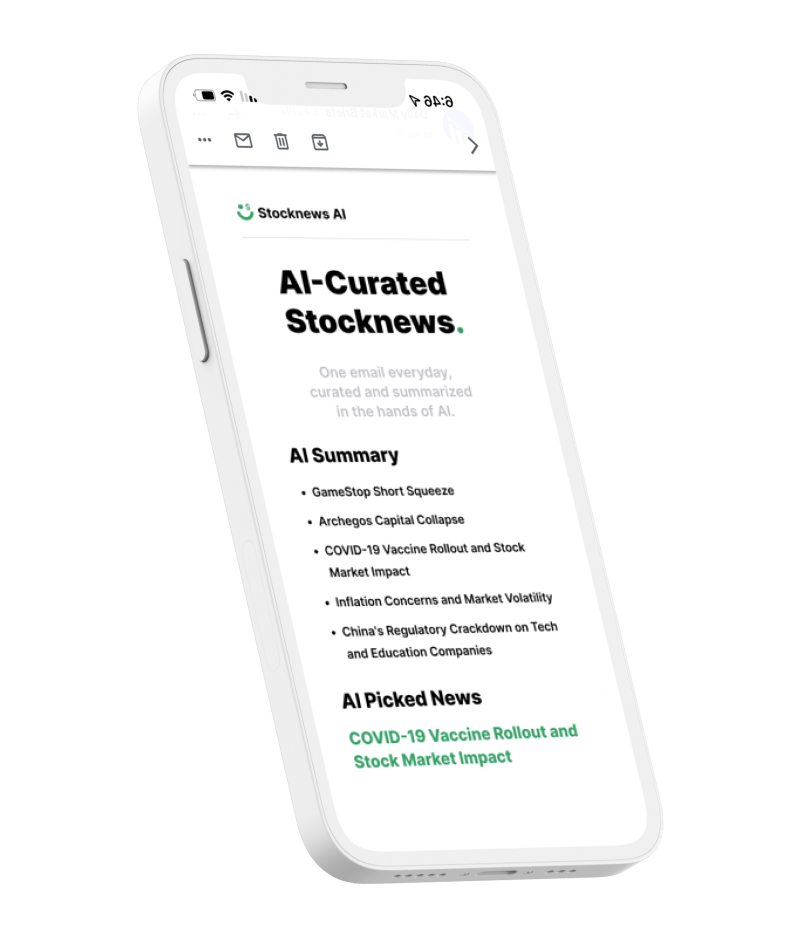 6:46
Stocknews AI
AI-Curated
Stocknews.
One email everyday,
curated and summarized
in the hands of AI.
AI Summary
• GameStop Short Squeeze
• Archegos Capital Collapse
• COVID-19 Vaccine Rollout and Stock
Market Impact
• Inflation Concerns and Market Volatility
• China's Regulatory Crackdown on Tech
and Education Companies
AI Picked News
COVID-19 Vaccine Rollout and
Stock Market Impact